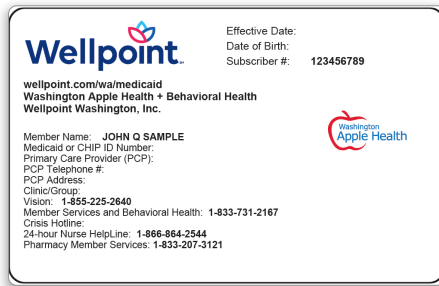 Wellpoint
Effective Date:
Date of Birth:
Subscriber #: 123456789
wellpoint.com/wa/medicaid
Washington Apple Health + Behavioral Health
Wellpoint Washington, Inc.
Washington
Apple Health
Member Name: JOHN Q SAMPLE
Medicaid or CHIP ID Number:
Primary Care Provider (PCP):
PCP Telephone #:
PCP Address:
Clinic/Group:
Vision: 1-855-225-2640
Member Services and Behavioral Health: 1-833-731-2167
Crisis Hotline:
24-hour Nurse HelpLine: 1-866-864-2544
Pharmacy Member Services: 1-833-207-3121